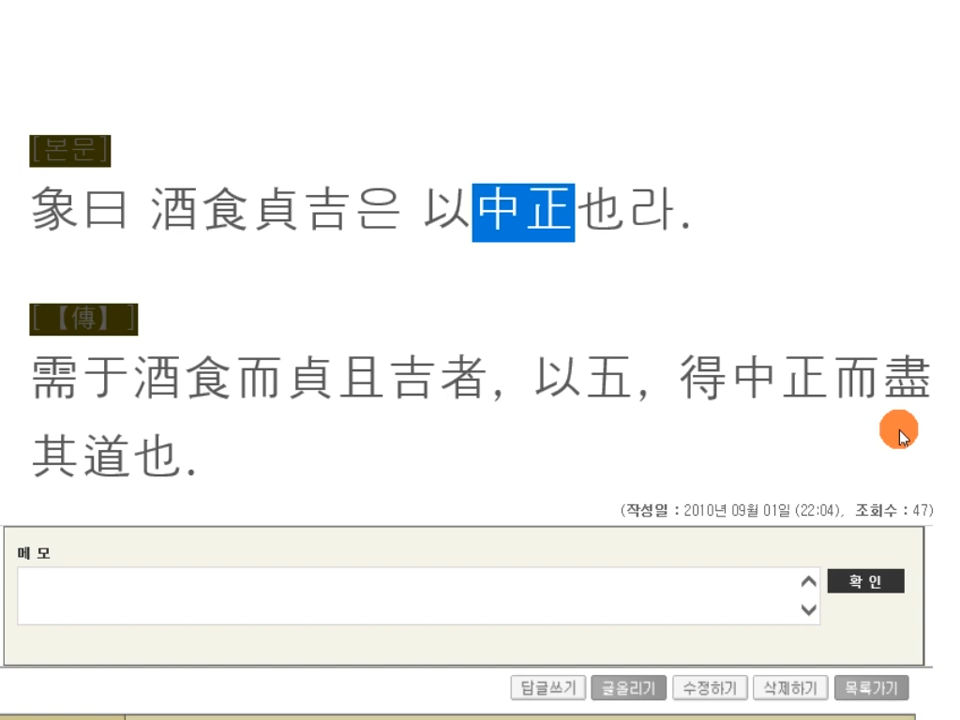 [본문]
象曰 酒食貞吉은 以中正也라.
[【傳】]
需于酒食而貞且吉者, 以五, 得中正而盡
其道也.
(작성일 : 2010년 09월 01일 (22:04), 조회수 : 47)
메 모
확 인
답글쓰기 글올리기 수정하기 삭제하기 목록가기